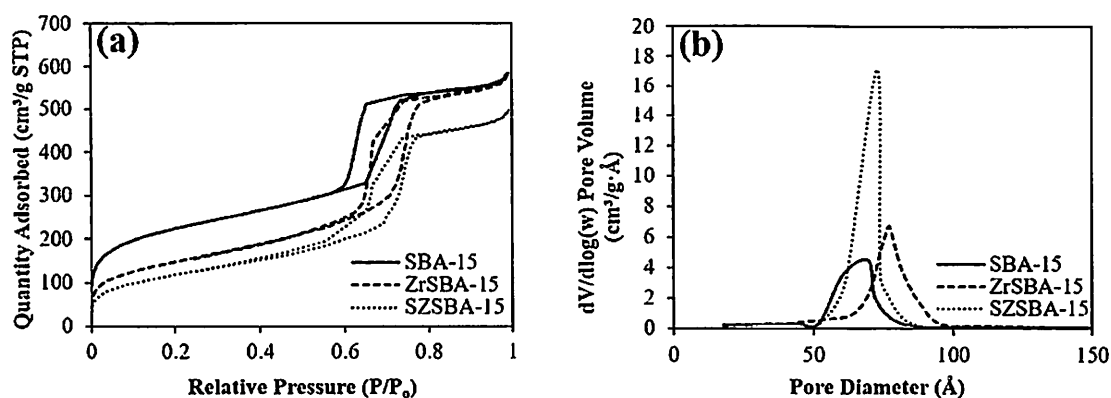 (a)
Quantity Adsorbed (cm³/g STP)
700
600
500
400
300
200
100
0
0
0.2
0.4
0.6
0.8
1
Relative Pressure (P/Pₒ)
SBA-15
ZrSBA-15
SZSBA-15
(b)
dV/dlog(w) Pore Volume
(cm³/g·Å)
20
18
16
14
12
10
8
6
4
2
0
0
50
100
150
Pore Diameter (Å)
SBA-15
ZrSBA-15
SZSBA-15